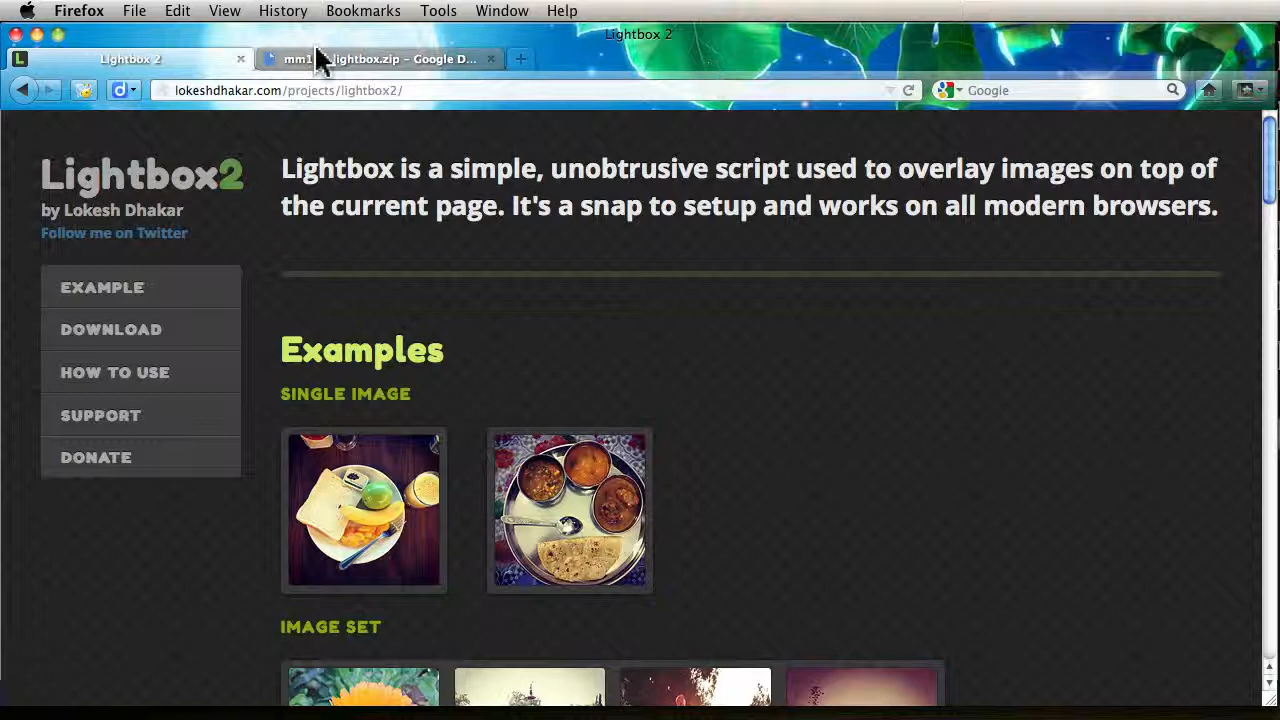 Firefox File Edit View History Bookmarks Tools Window Help
Lightbox 2
Lightbox 2
lightbox.zip – Google D...
lokeshdhakar.com/projects/lightbox2/
Google
Lightbox2
by Lokesh Dhakar
Follow me on Twitter
EXAMPLE
DOWNLOAD
HOW TO USE
SUPPORT
DONATE
Lightbox is a simple, unobtrusive script used to overlay images on top of
the current page. It's a snap to setup and works on all modern browsers.
Examples
SINGLE IMAGE
IMAGE SET